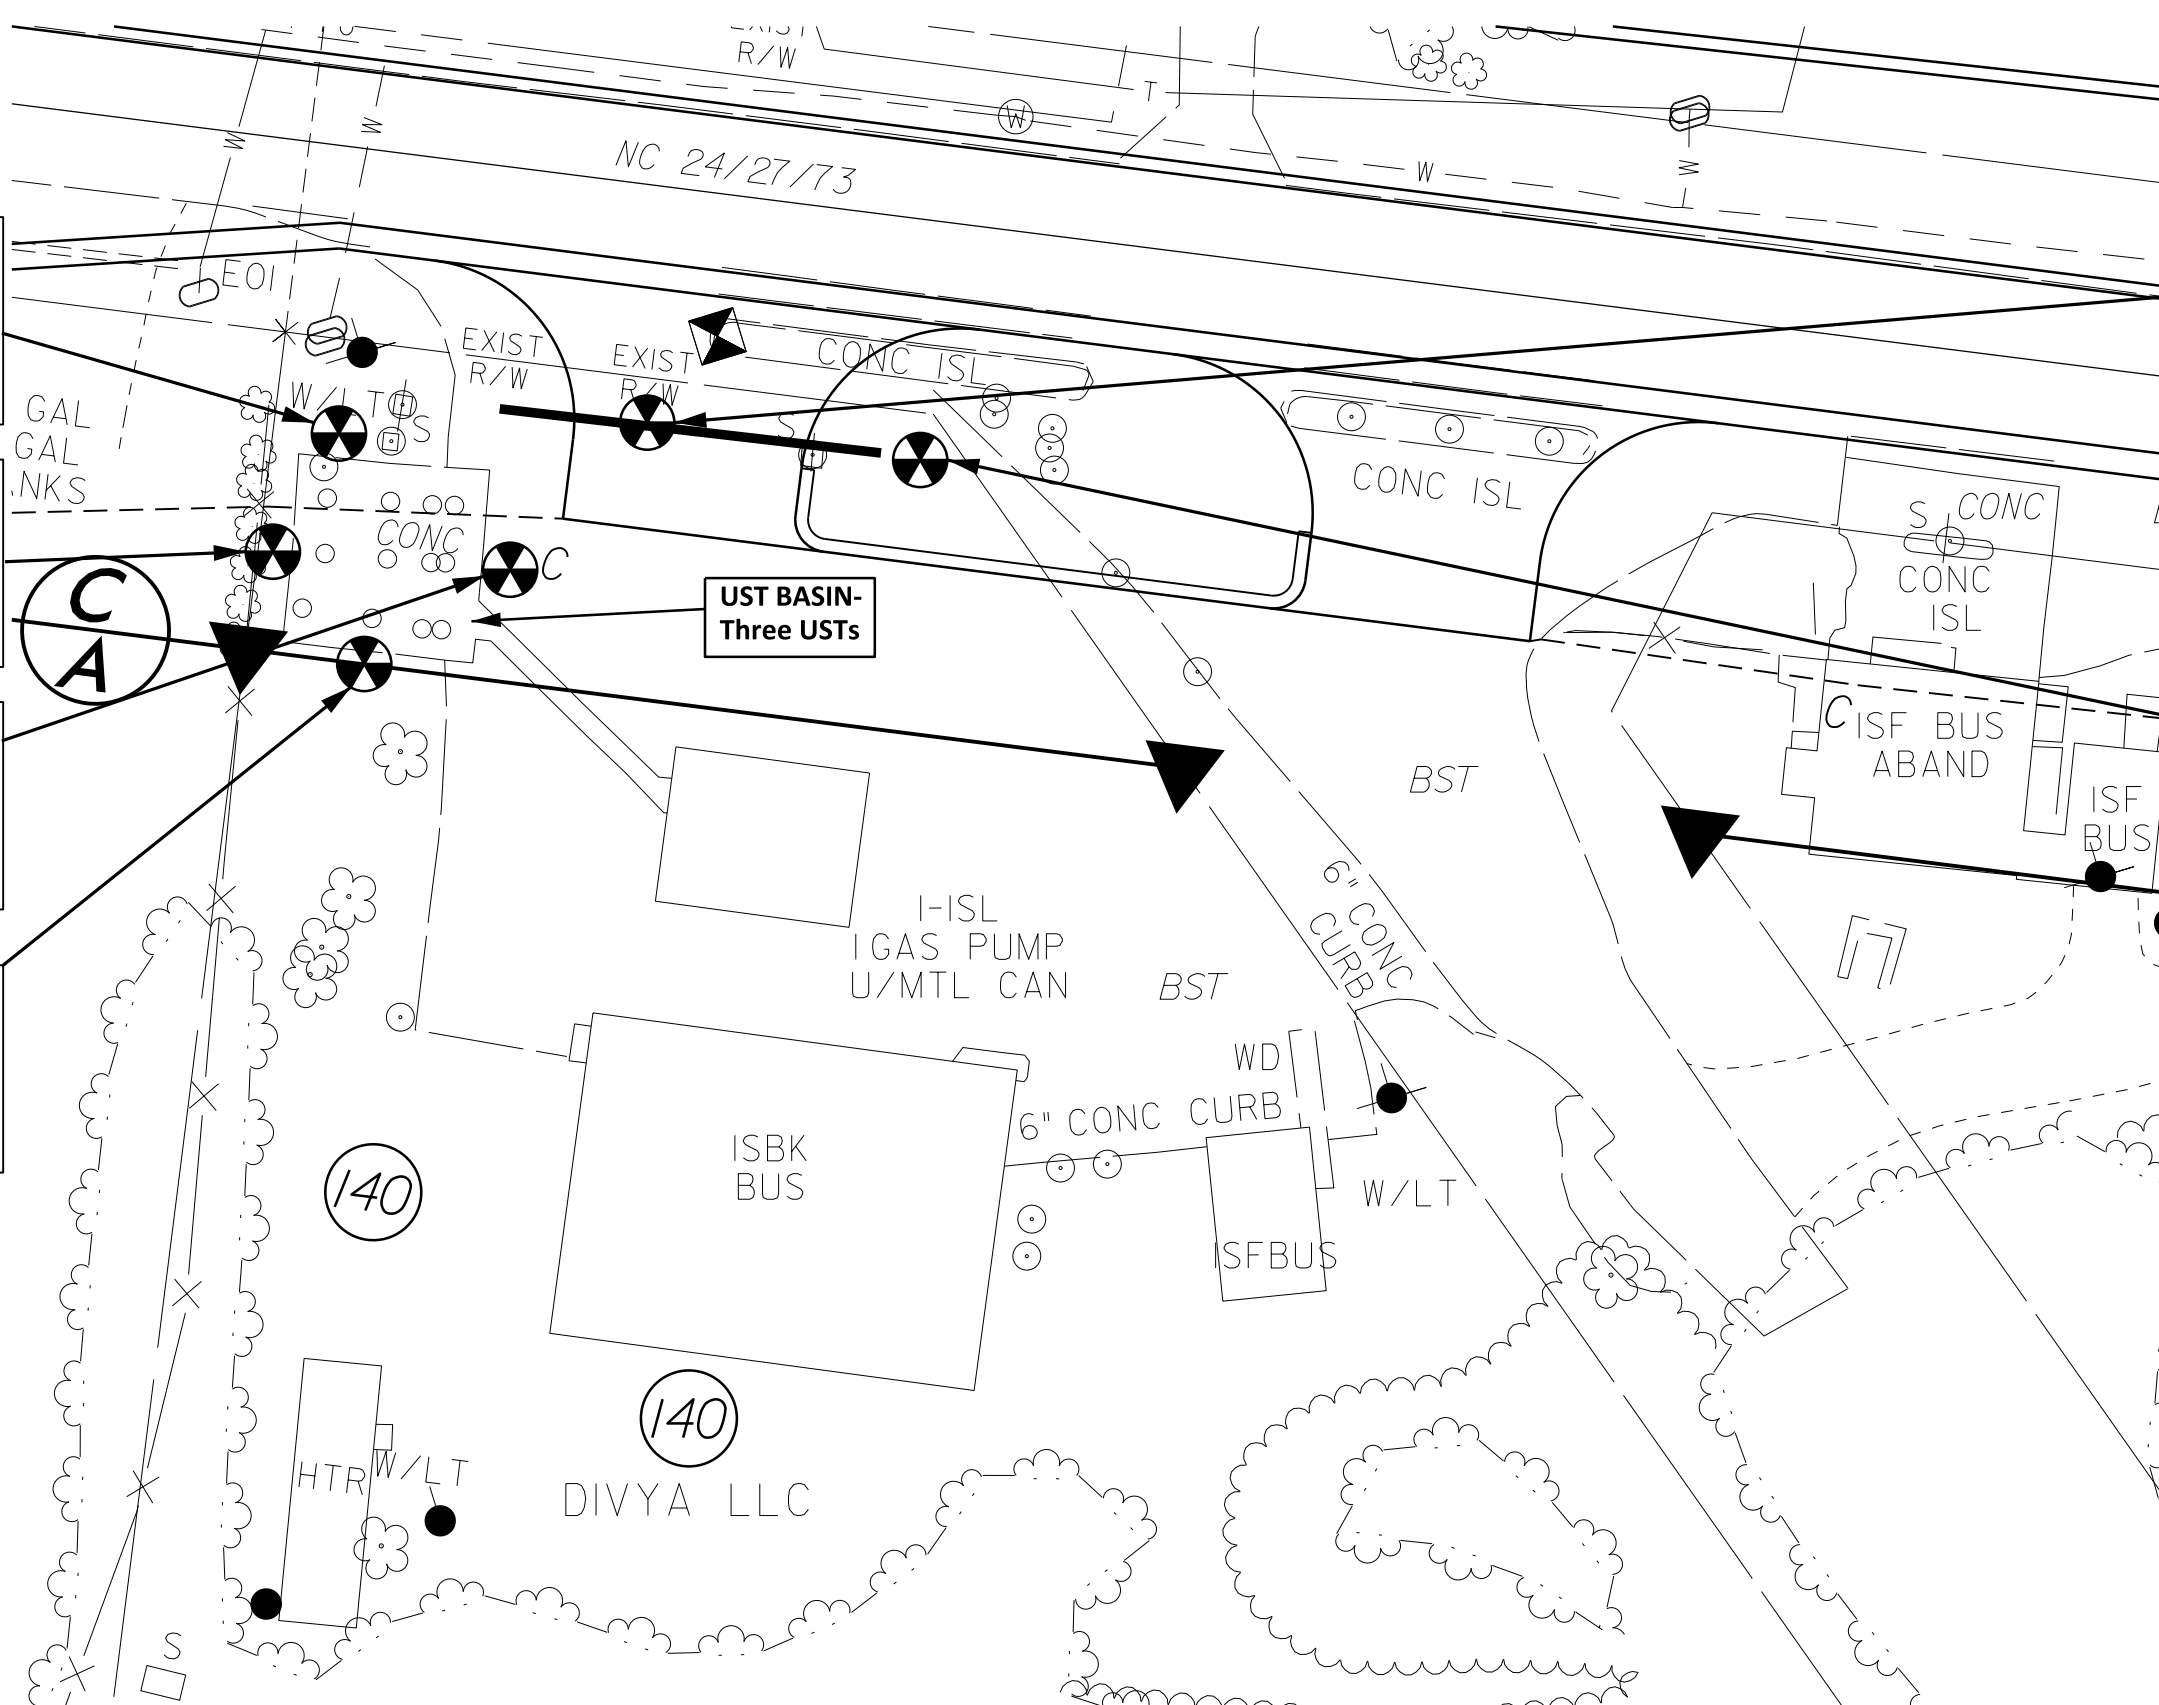 EXIST
R/W
T
W
W
W
W
W
NC 24/27/73
EOI
EXIST
R/W
EXIST
R/W
CONC ISL
W/LT
S
S
GAL
GAL
NKS
CONC
C
CONC ISL
S
CONC
CONC
ISL
C
A
UST BASIN-
Three USTs
C
ISF BUS
ABAND
BST
ISF
BUS
6" CONC
CURB
I-ISL
I GAS PUMP
U/MTL CAN
BST
WD
6" CONC CURB
ISBK
BUS
140
W/LT
ISFBUS
140
HTR
W/LT
DIVYA LLC
S